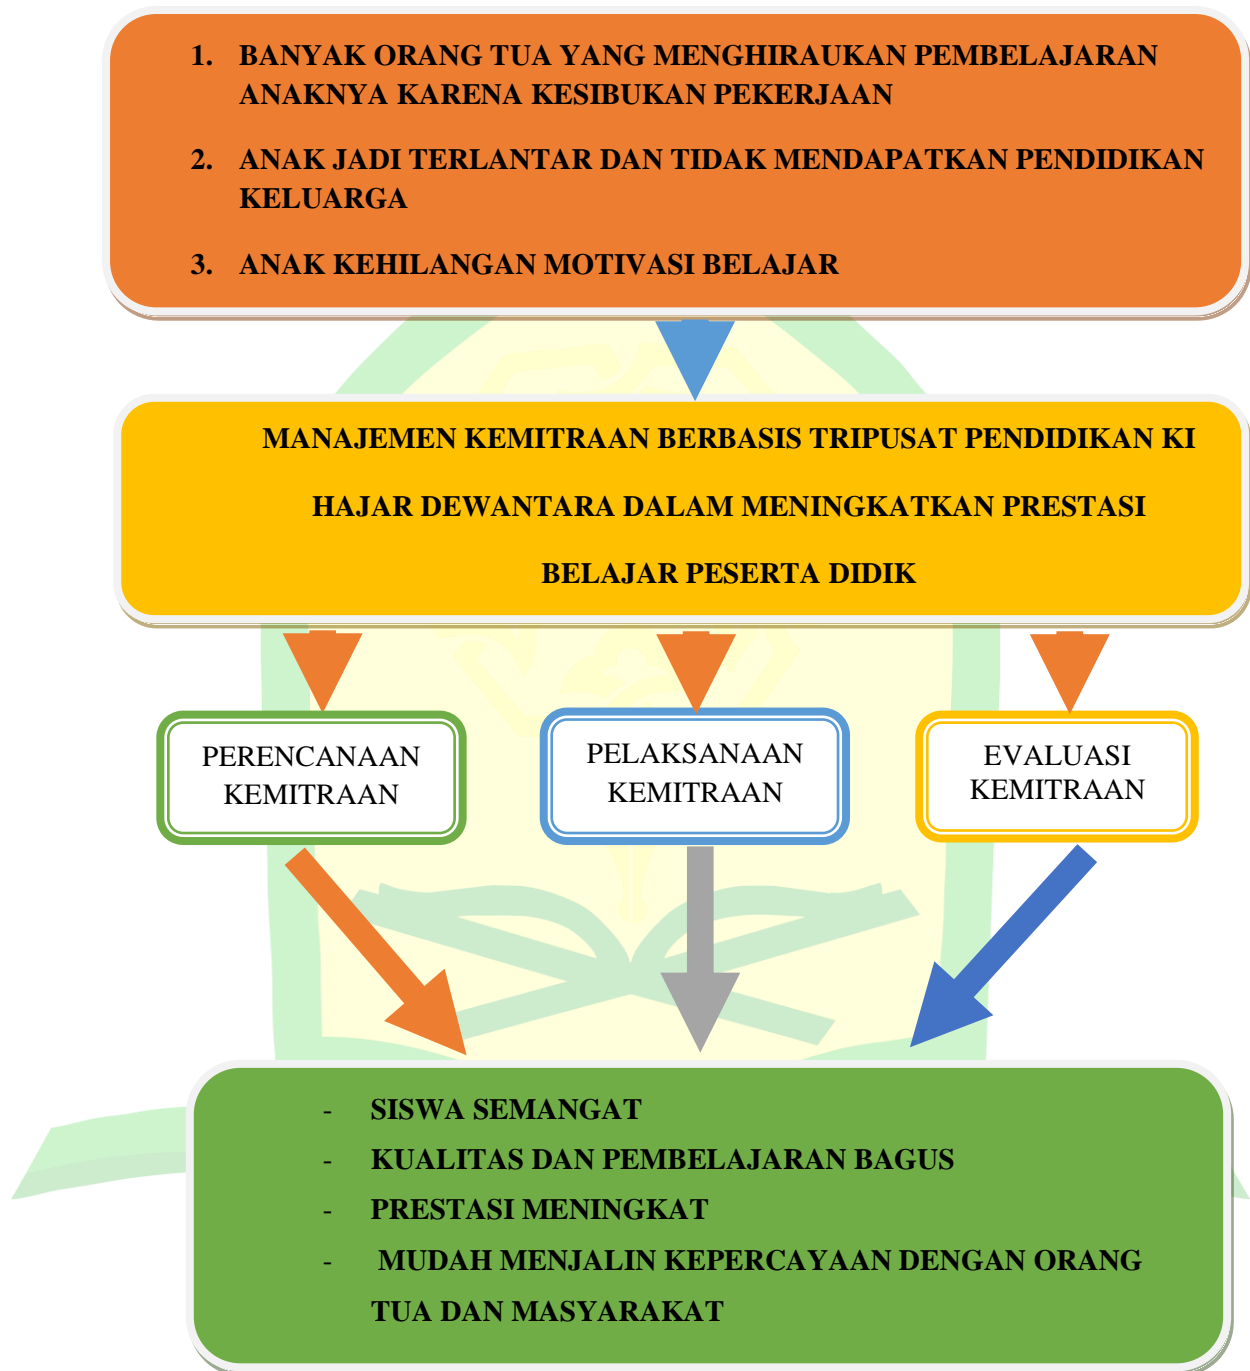 1. BANYAK ORANG TUA YANG MENGHIRAUKAN PEMBELAJARAN
ANAKNYA KARENA KESIBUKAN PEKERJAAN
2. ANAK JADI TERLANTAR DAN TIDAK MENDAPATKAN PENDIDIKAN
KELUARGA
3. ANAK KEHILANGAN MOTIVASI BELAJAR
MANAJEMEN KEMITRAAN BERBASIS TRIPUSAT PENDIDIKAN KI
HAJAR DEWANTARA DALAM MENINGKATKAN PRESTASI
BELAJAR PESERTA DIDIK
PERENCANAAN
KEMITRAAN
PELAKSANAAN
KEMITRAAN
EVALUASI
KEMITRAAN
- SISWA SEMANGAT
- KUALITAS DAN PEMBELAJARAN BAGUS
- PRESTASI MENINGKAT
- MUDAH MENJALIN KEPERCAYAAN DENGAN ORANG
TUA DAN MASYARAKAT